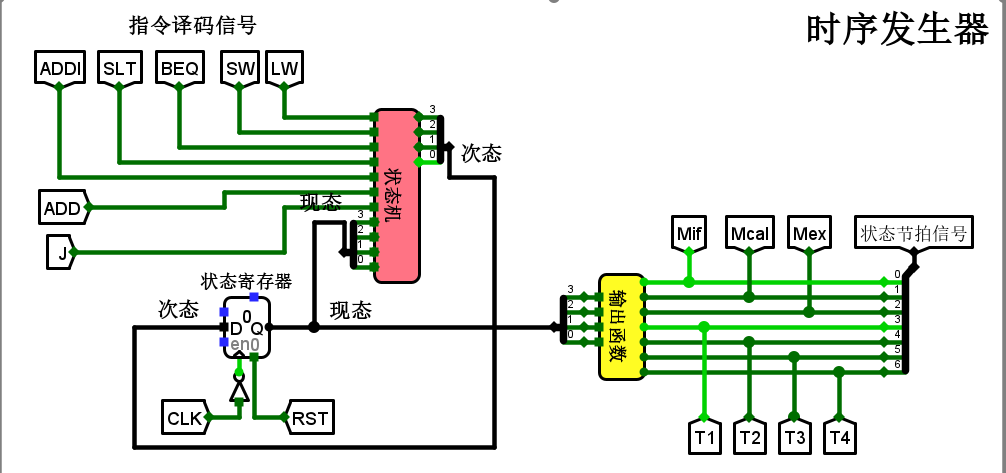 指令译码信号
时序发生器
ADDI SLT BEQ SW LW
3
2
1
0
次态
状态机
ADD
现态
3
2
1
0
J
状态寄存器
次态
0
D Q
en0
现态
CLK
RST
Mif Mcal Mex 状态节拍信号
3
2
1
0
输出函数
0
1
2
3
4
5
6
T1 T2 T3 T4